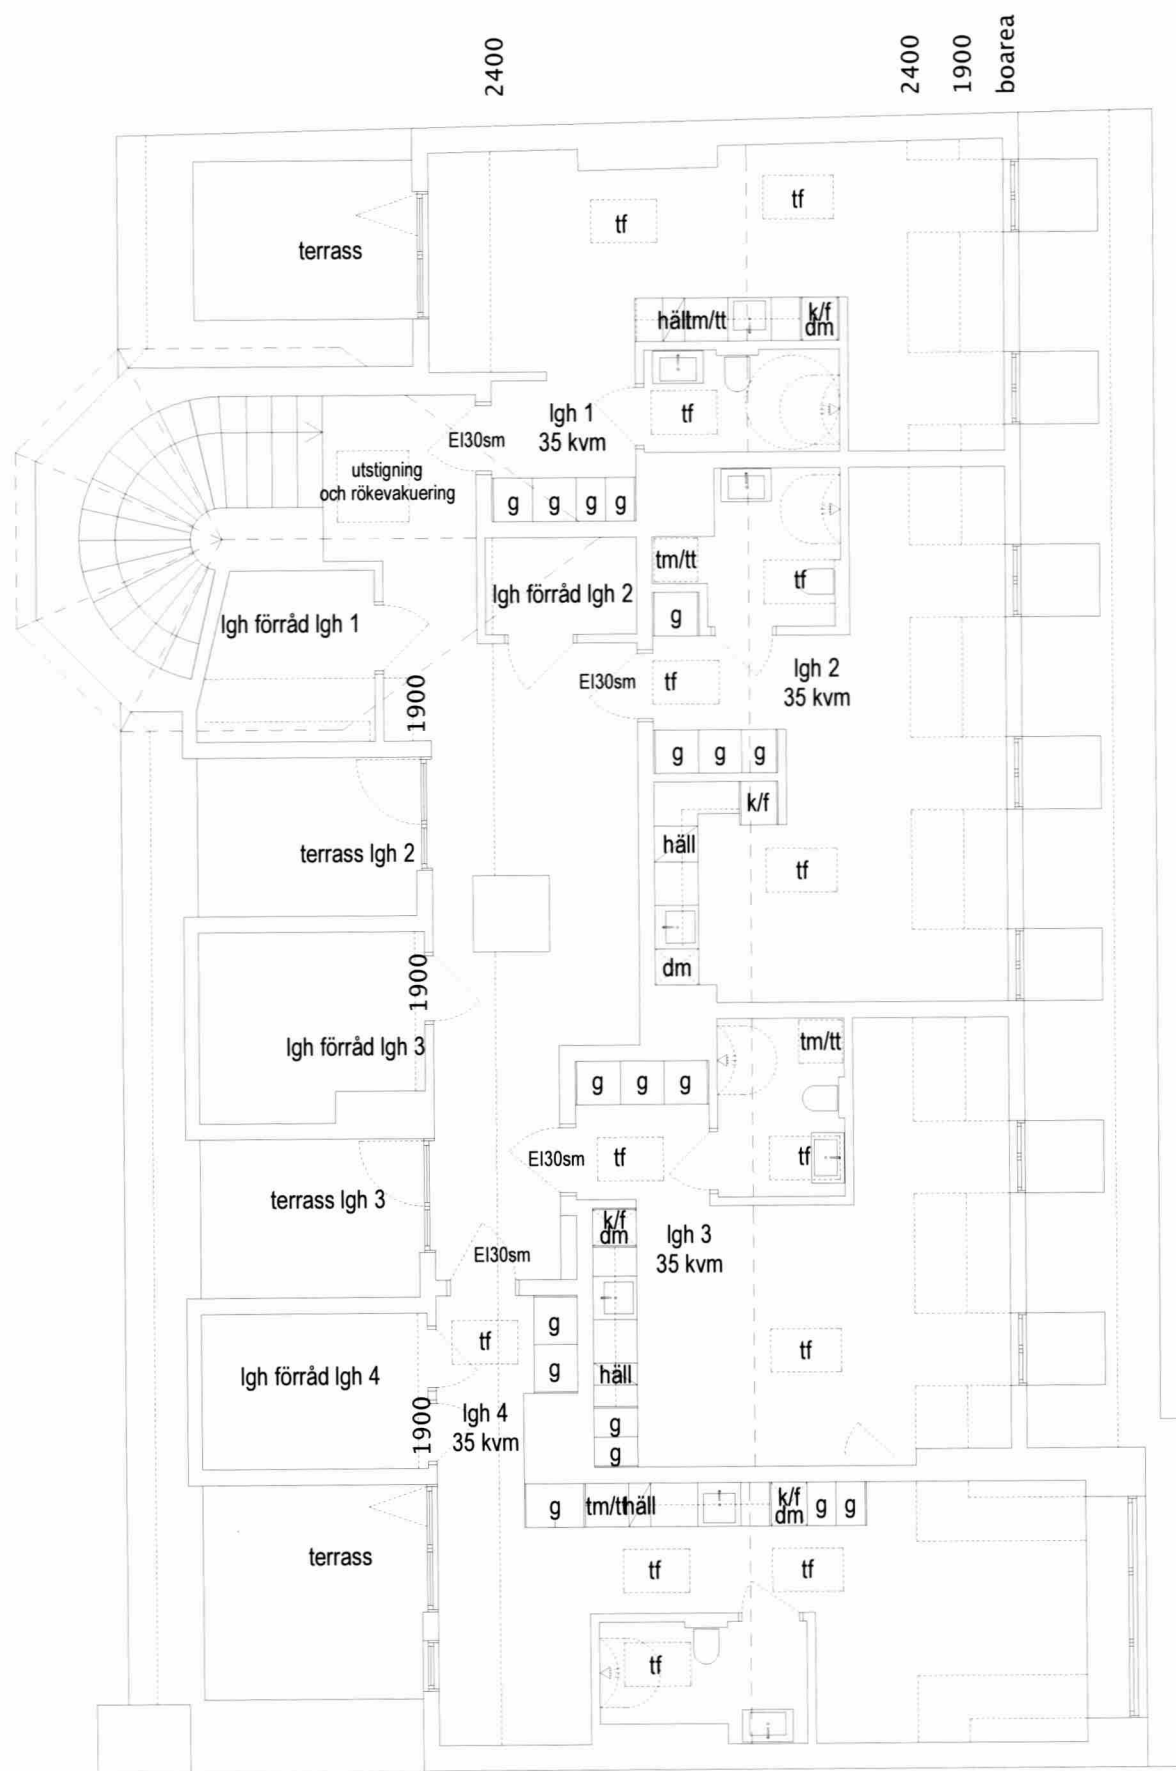 2400
2400
1900
boarea
terrass
tf
tf
häll
tm/tt
k/f
dm
tf
lgh 1
35 kvm
EI30sm
utstigning
och rökevakuering
g
g
g
g
tm/tt
tf
lgh förråd lgh 2
g
lgh förråd lgh 1
EI30sm
tf
lgh 2
35 kvm
1900
g
g
g
k/f
häll
terrass lgh 2
tf
dm
1900
lgh förråd lgh 3
tm/tt
g
g
g
EI30sm
tf
tf
terrass lgh 3
k/f
dm
lgh 3
35 kvm
EI30sm
g
tf
tf
g
häll
lgh förråd lgh 4
1900
lgh 4
35 kvm
g
g
g
tm/tt
häll
k/f
dm
g
g
terrass
tf
tf
tf